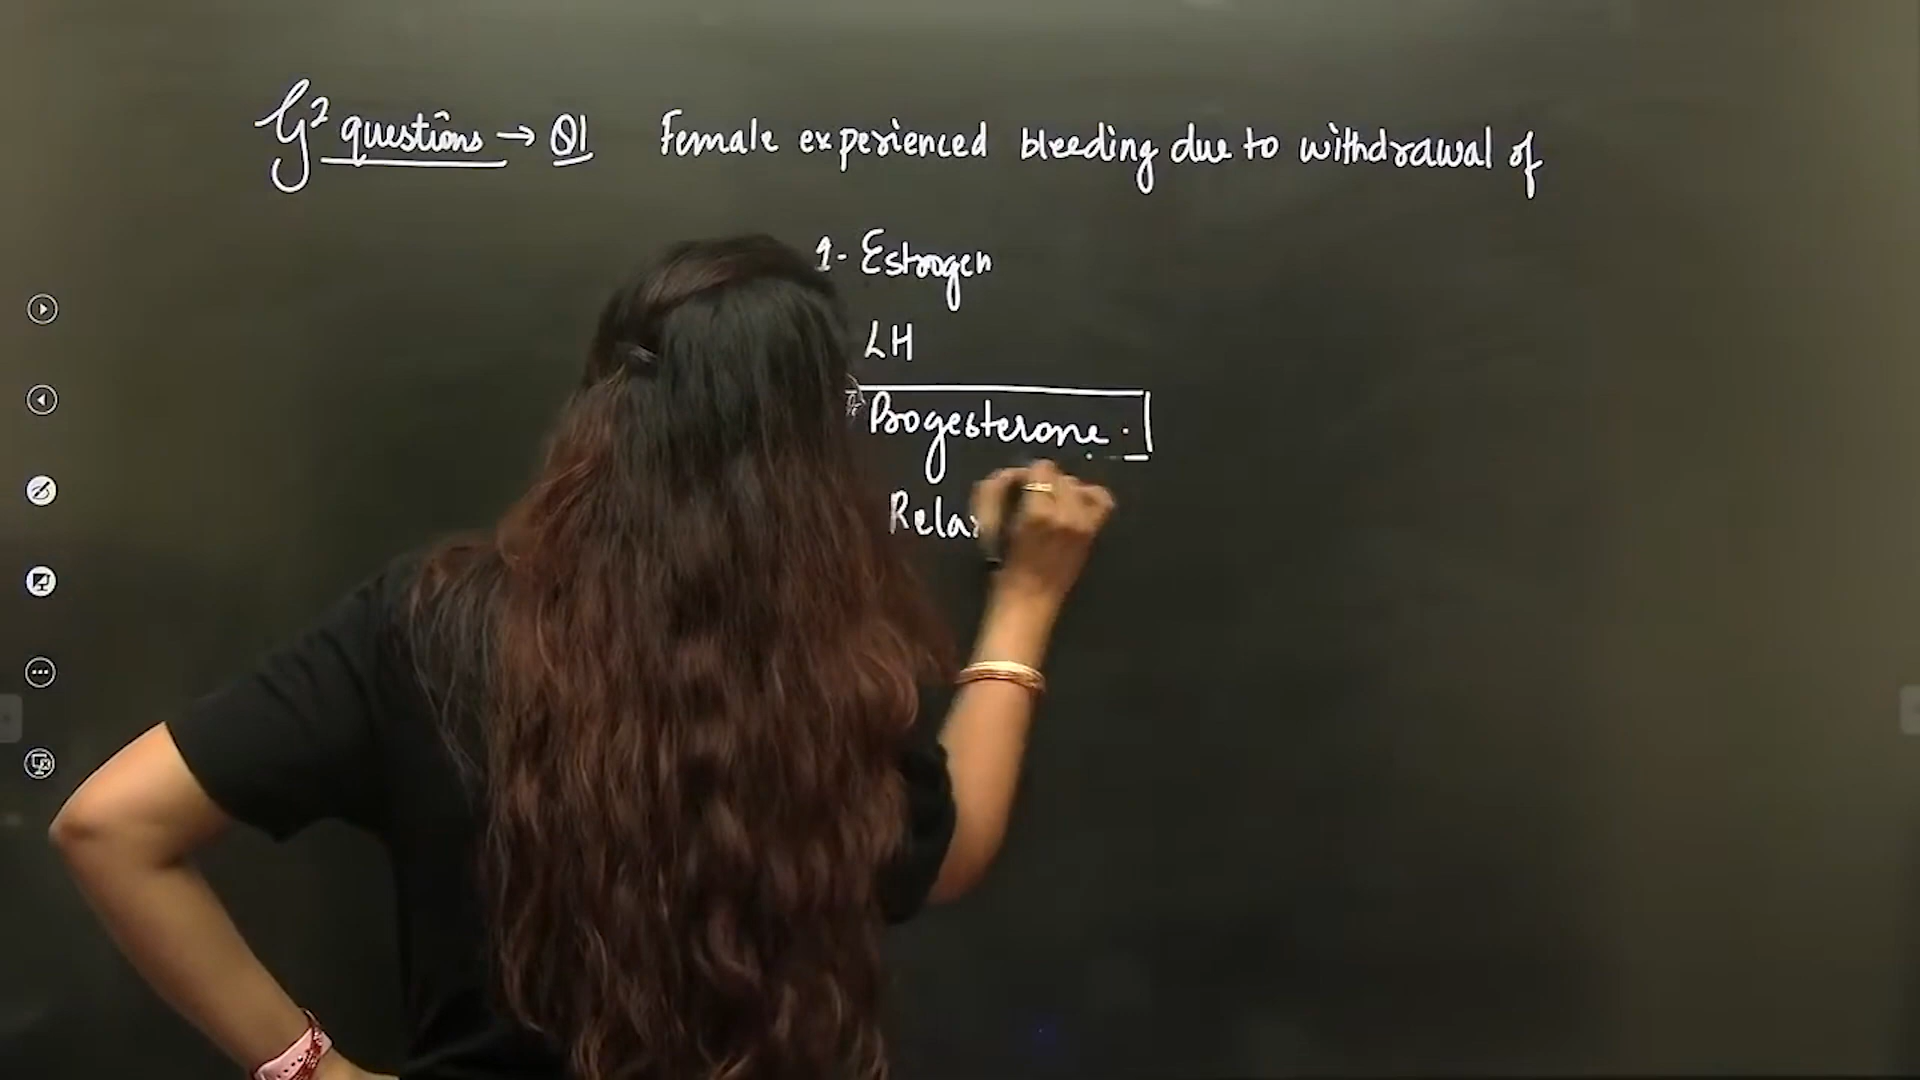 G² questions → Q1 Female experienced bleeding due to withdrawal of
1- Estrogen
LH
Progesterone.